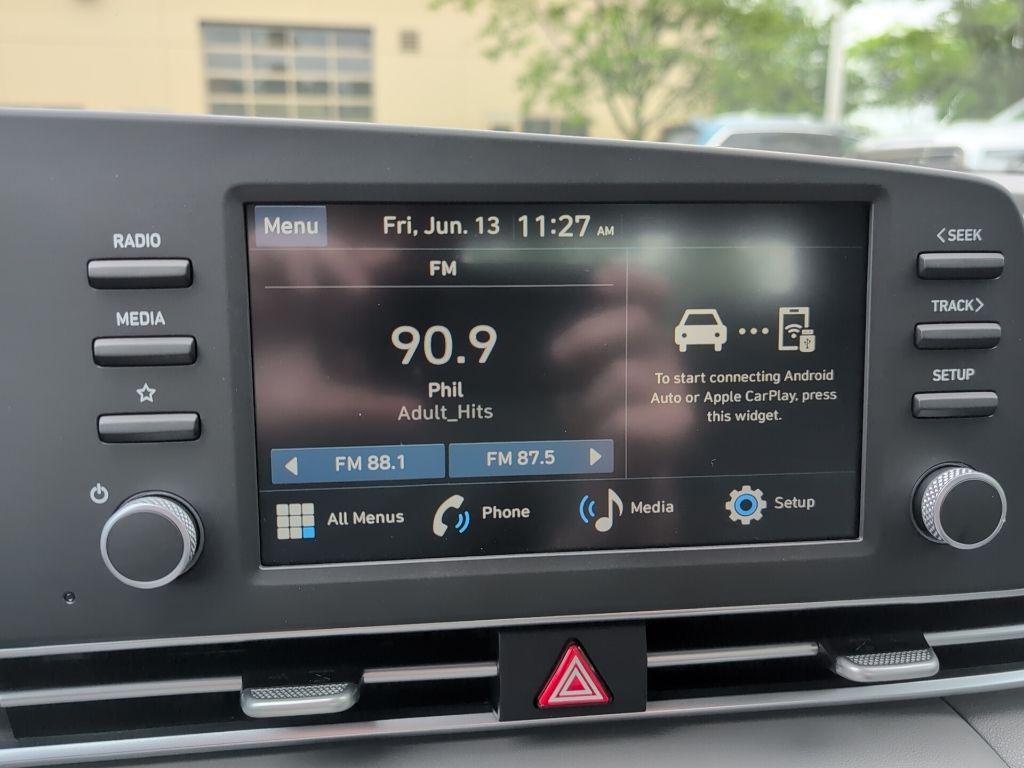 Menu
Fri, Jun. 13
11:27 AM
RADIO
MEDIA
FM
90.9
Phil
Adult_Hits
FM 88.1
FM 87.5
To start connecting Android
Auto or Apple CarPlay, press
this widget.
All Menus
Phone
Media
Setup
<SEEK
TRACK>
SETUP